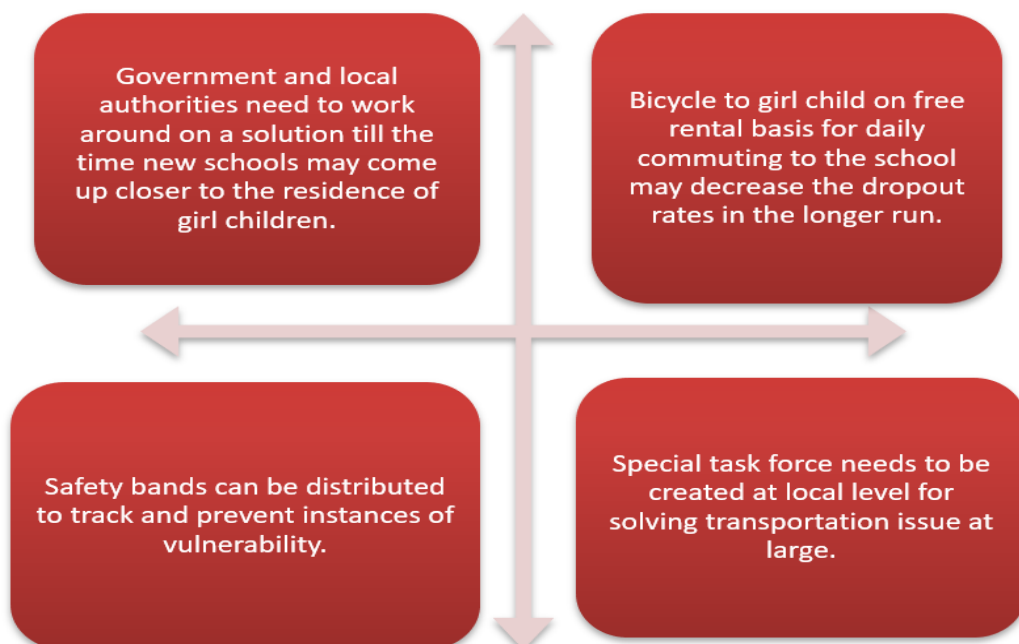 Government and local
authorities need to work
around on a solution till the
time new schools may come
up closer to the residence of
girl children.
Bicycle to girl child on free
rental basis for daily
commuting to the school
may decrease the dropout
rates in the longer run.
Safety bands can be distributed
to track and prevent instances of
vulnerability.
Special task force needs to be
created at local level for
solving transportation issue at
large.